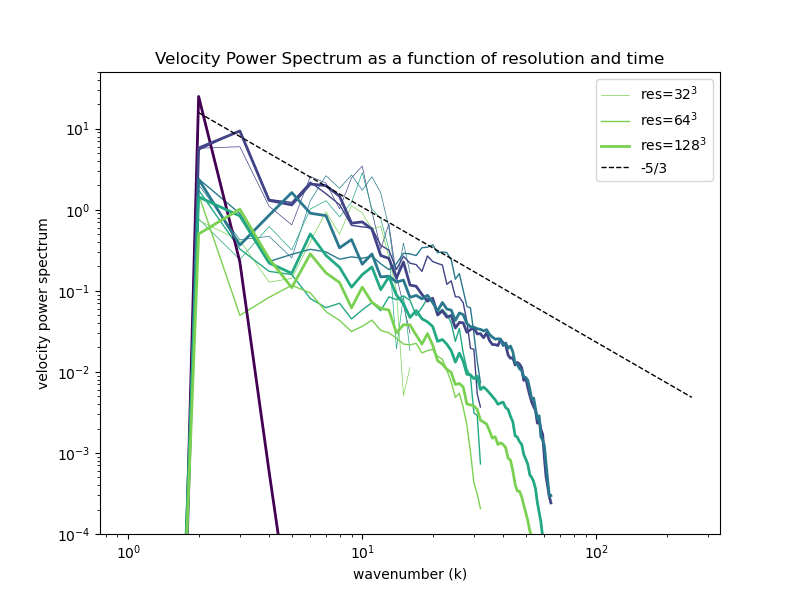 Velocity Power Spectrum as a function of resolution and time
res=32³
res=64³
res=128³
-5/3
velocity power spectrum
10¹
10⁰
10⁻¹
10⁻²
10⁻³
10⁻⁴
10⁰ 10¹ 10²
wavenumber (k)